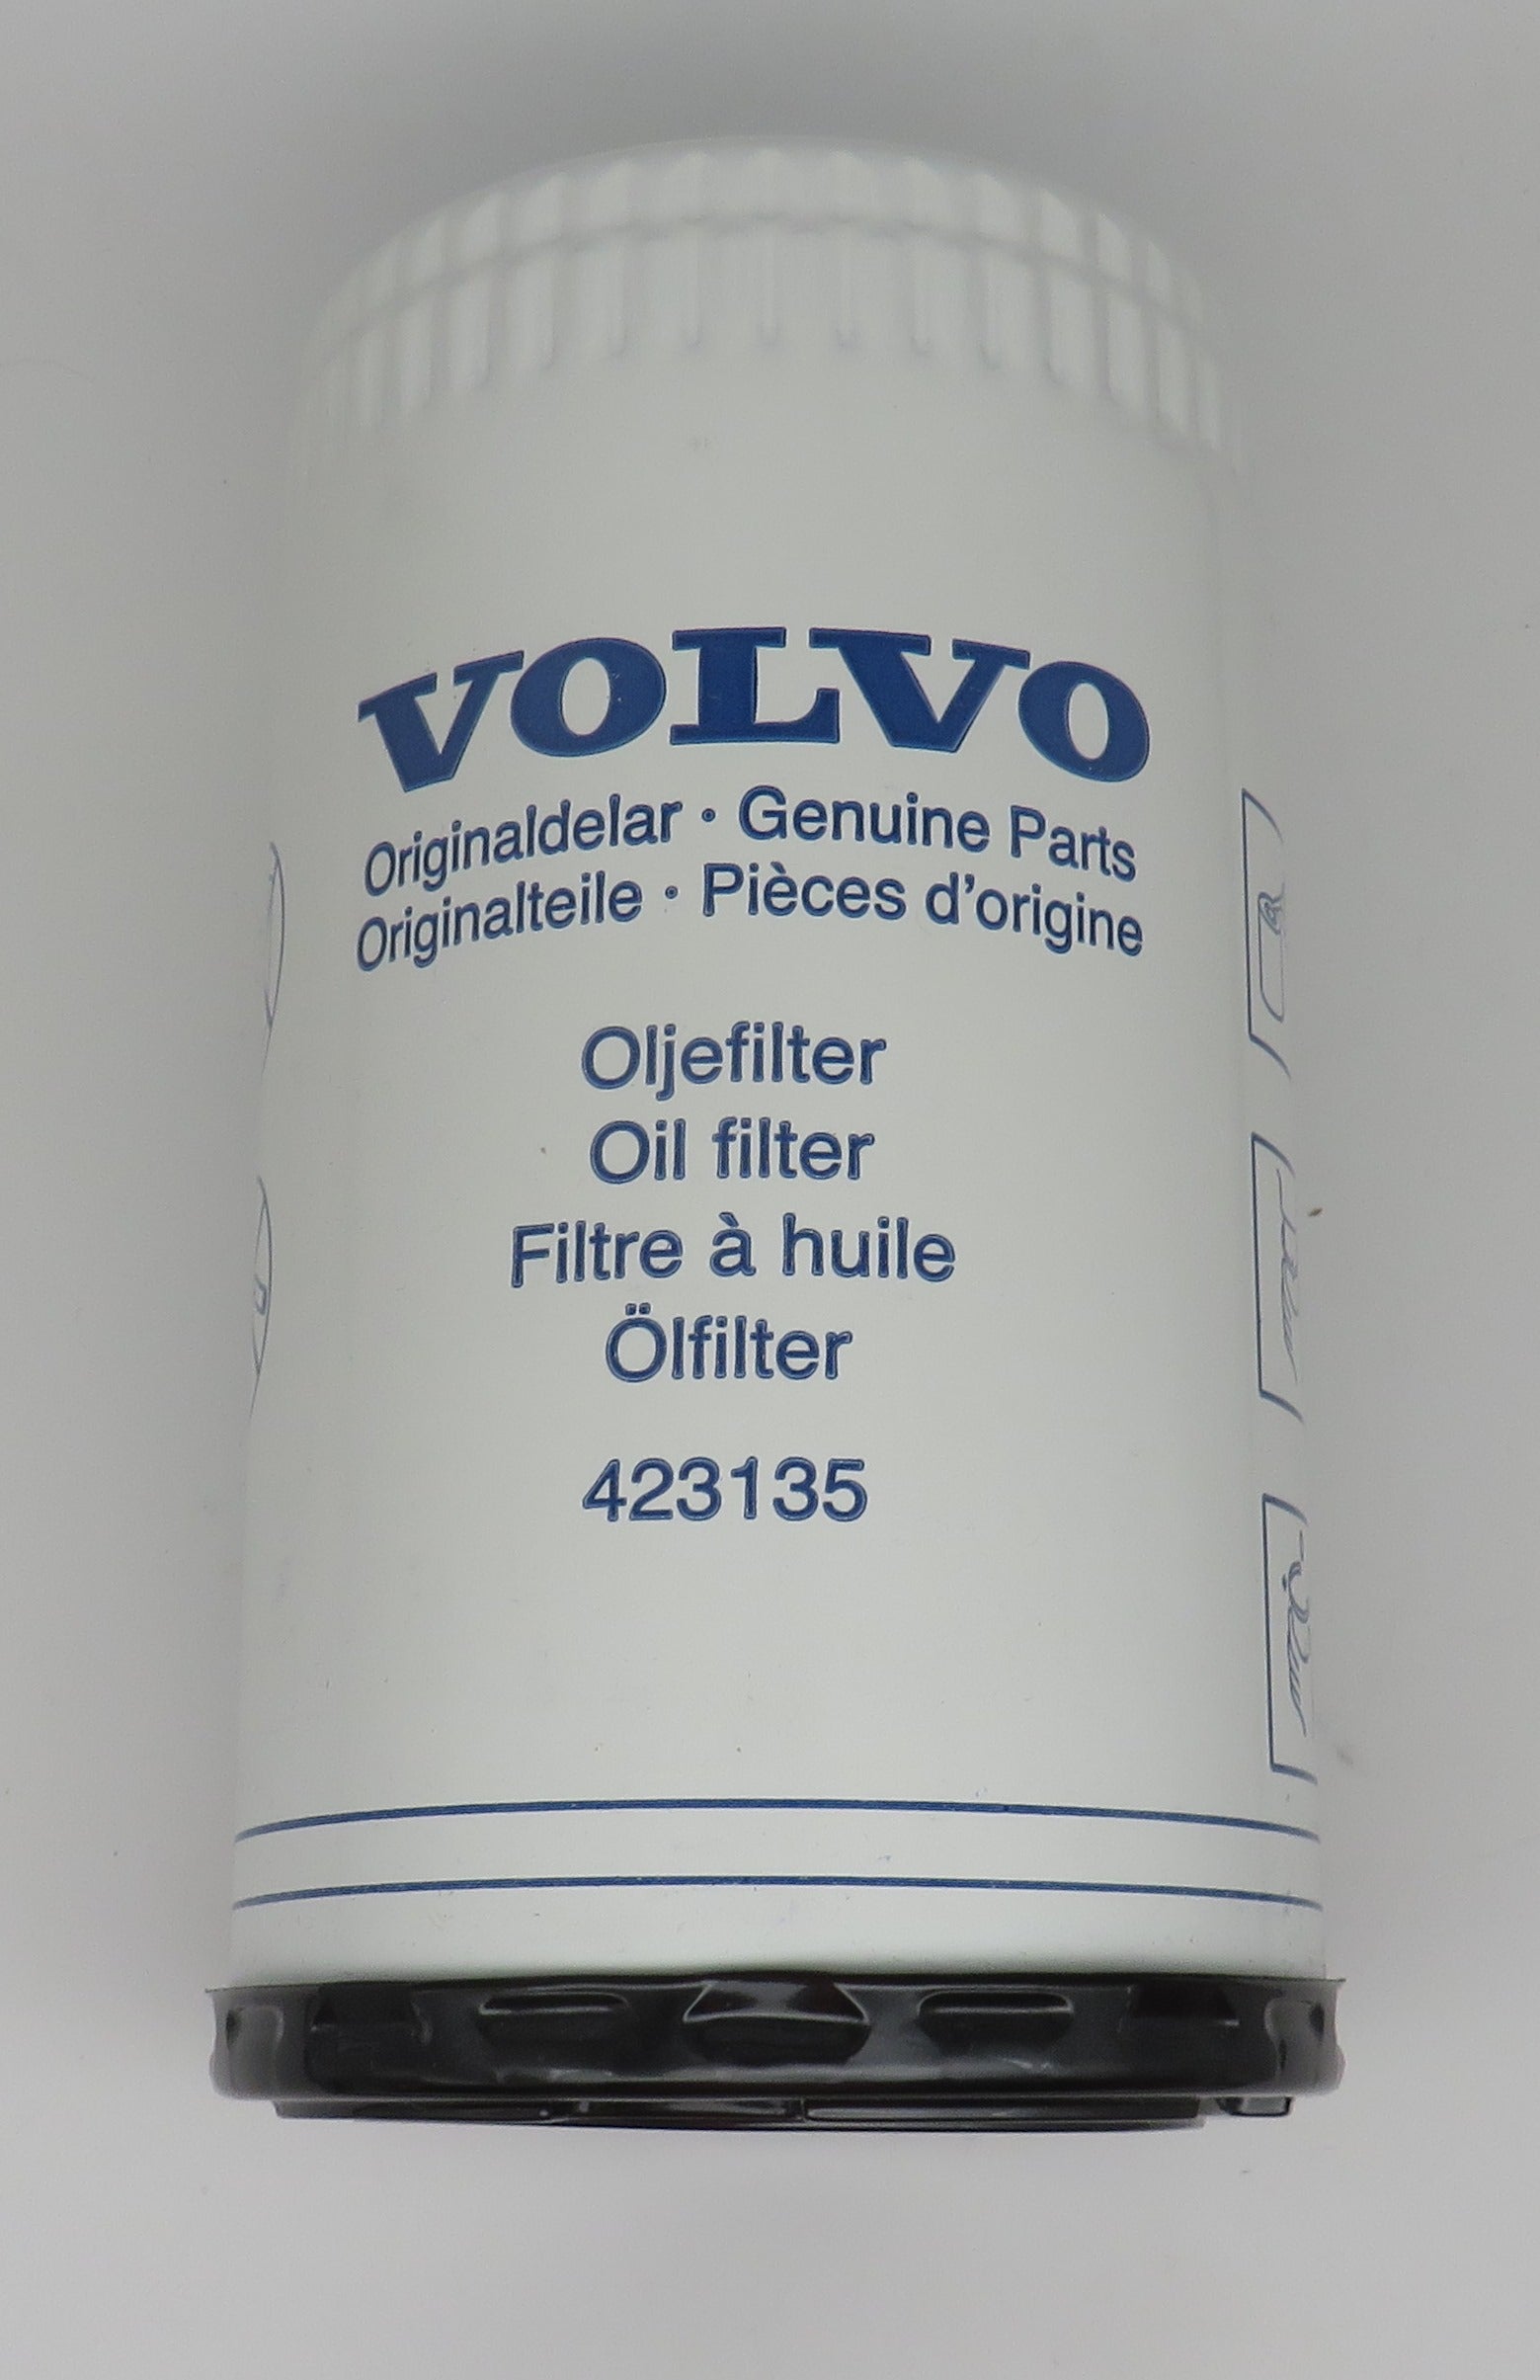 VOLVO
Originaldelar · Genuine Parts
Originalteile · Pièces d'origine
Oljefilter
Oil filter
Filtre à huile
Ölfilter
423135